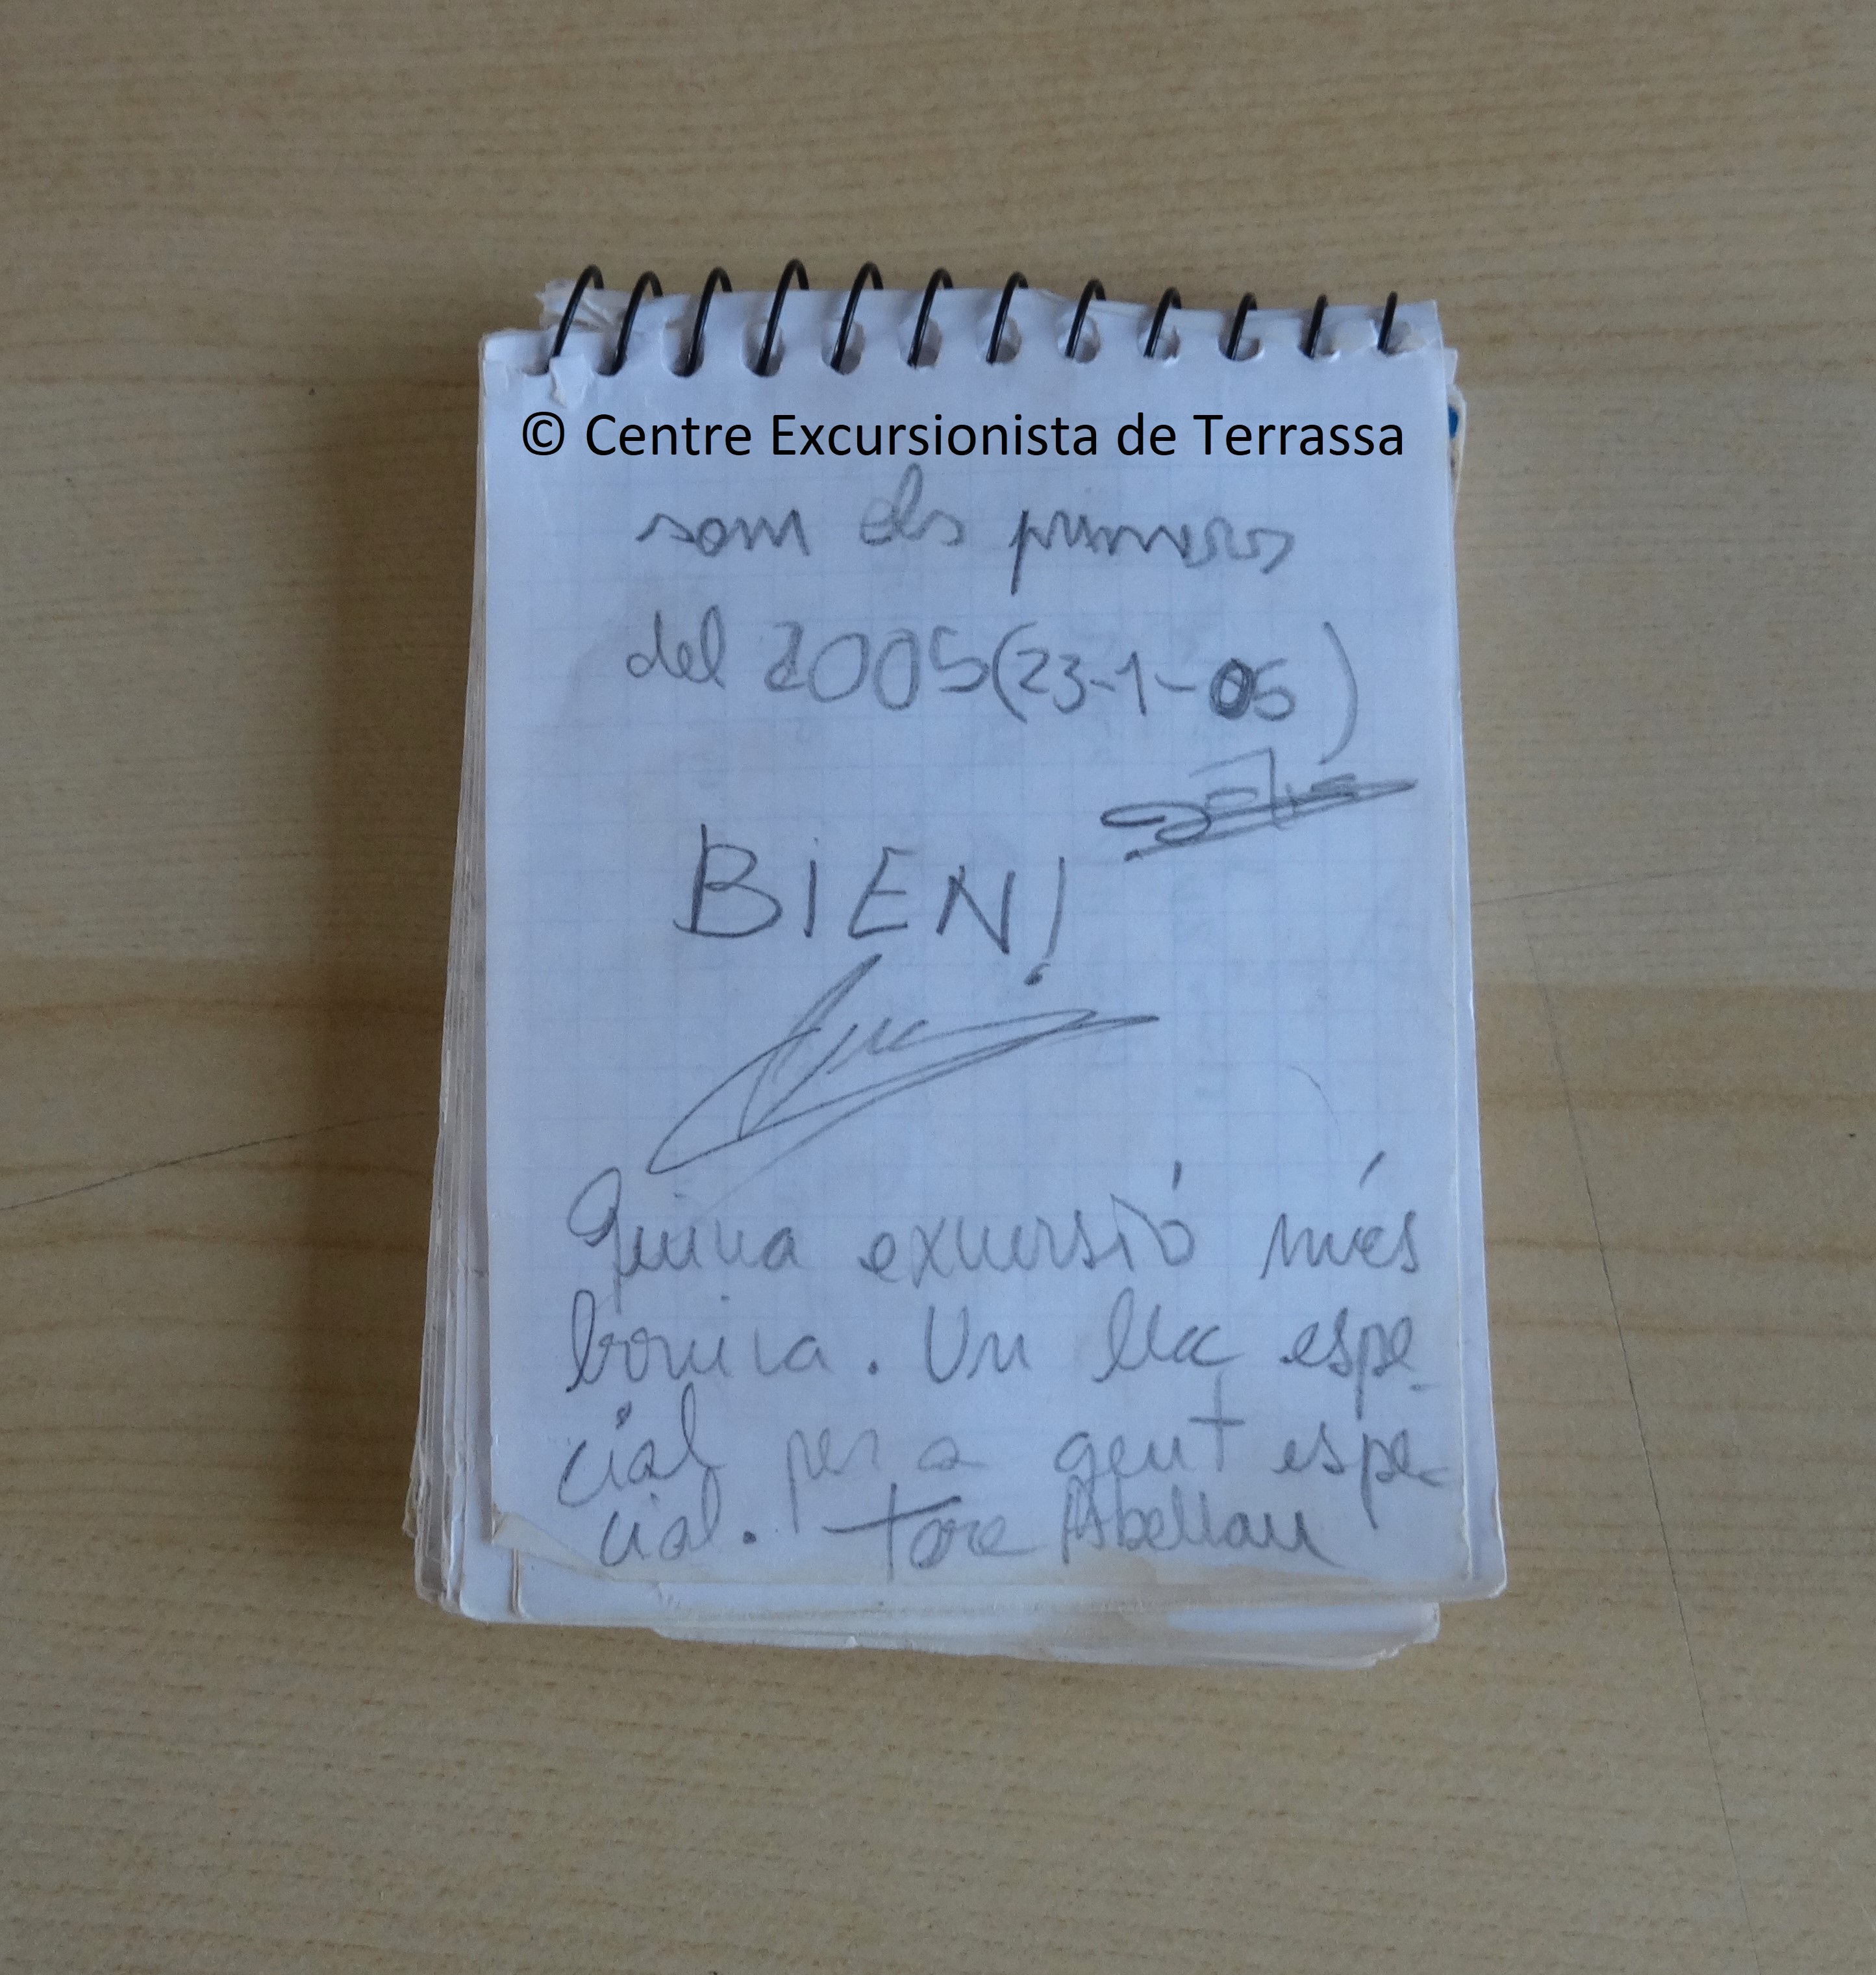 © Centre Excursionista de Terrassa
som els primers
del 2005 (23-1-05)
BIEN!
Quina excursió més
bonica. Un lloc espe-
cial per a gent espe-
cial. Abellan